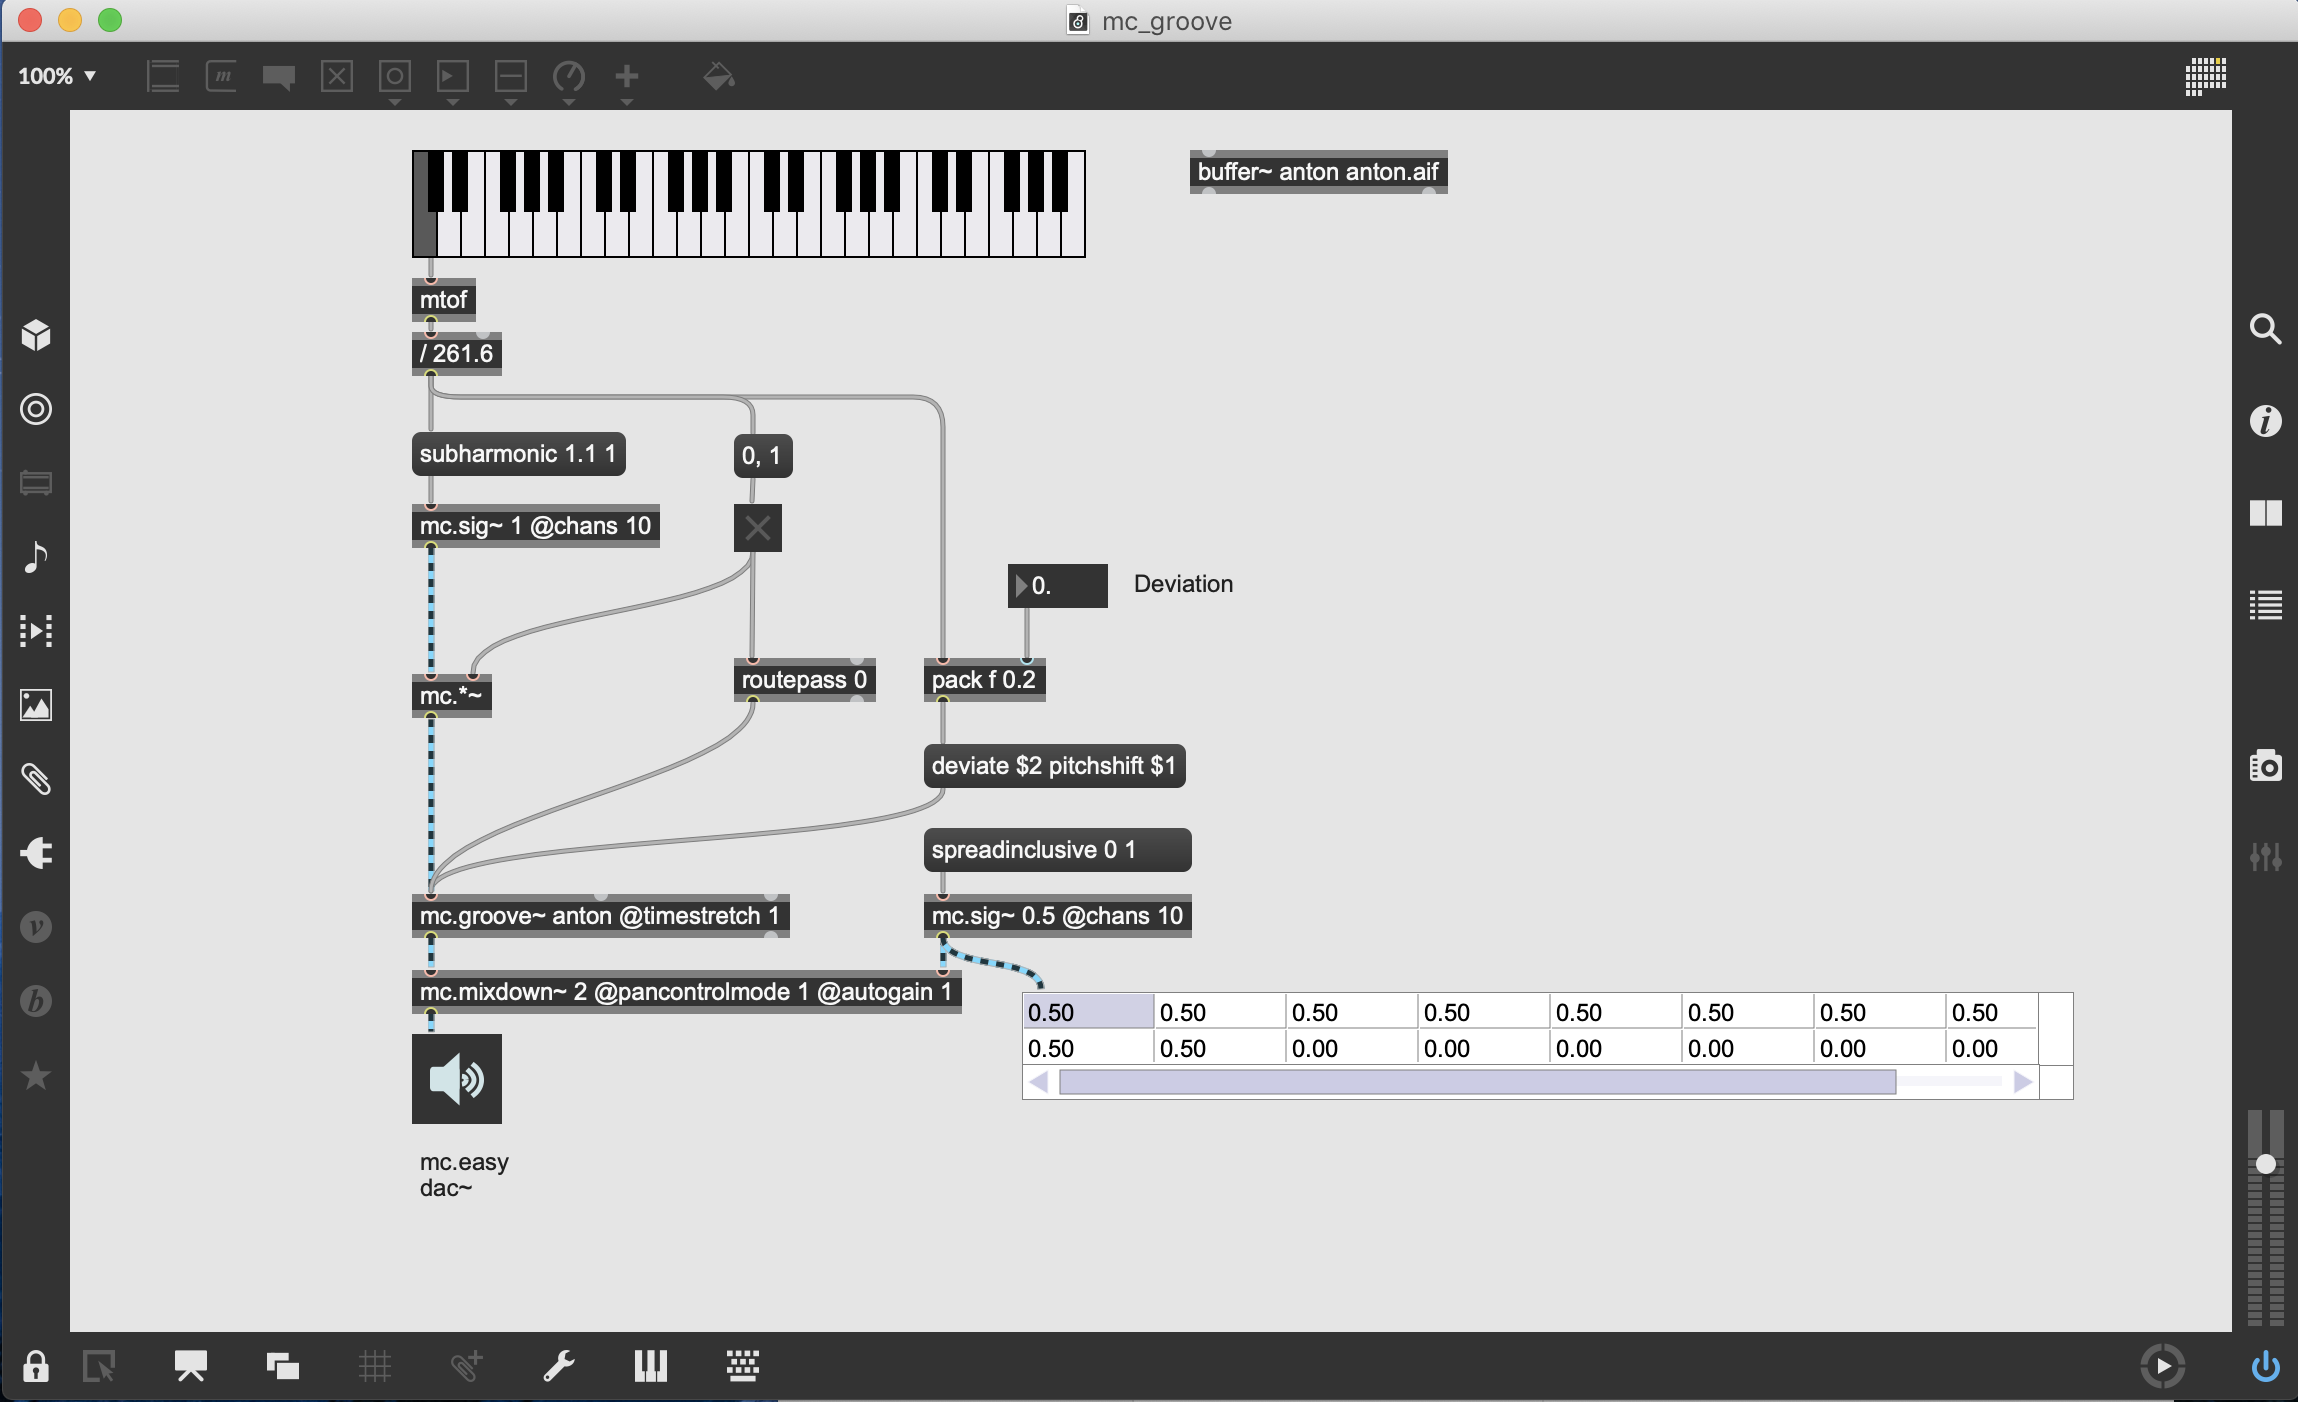 mc_groove
100%
buffer~ anton anton.aif
mtof
/ 261.6
subharmonic 1.1 1
0, 1
mc.sig~ 1 @chans 10
0.
Deviation
mc.*~
routepass 0
pack f 0.2
deviate $2 pitchshift $1
spreadinclusive 0 1
mc.groove~ anton @timestretch 1
mc.sig~ 0.5 @chans 10
mc.mixdown~ 2 @pancontrolmode 1 @autogain 1
0.50 0.50 0.50 0.50 0.50 0.50 0.50 0.50
0.50 0.50 0.00 0.00 0.00 0.00 0.00 0.00
mc.easy
dac~